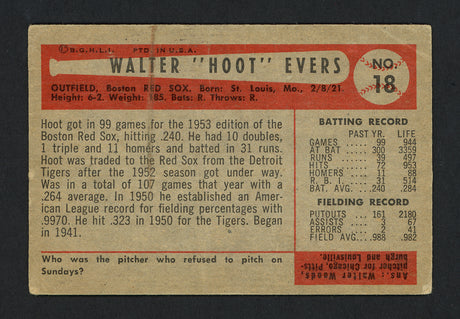 ©B.G.H.L.I. PTD IN U.S.A.
WALTER "HOOT" EVERS
NO.
18
OUTFIELD, Boston RED SOX. Born: St. Louis, Mo., 2/8/21.
Height: 6-2. Weight: 185. Bats: R. Throws: R.
Hoot got in 99 games for the 1953 edition of the
Boston Red Sox, hitting .240. He had 10 doubles,
1 triple and 11 homers and batted in 31 runs.
Hoot was traded to the Red Sox from the Detroit
Tigers after the 1952 season got under way.
Was in a total of 107 games that year with a
.264 average. In 1950 he established an Amer-
ican League record for fielding percentages with
.9970. He hit .323 in 1950 for the Tigers. Began
in 1941.
BATTING RECORD
PAST YR. LIFE
GAMES .... 99 944
AT BAT .... 300 3359
RUNS .... 39 497
HITS .... 72 953
HOMERS .... 11 88
R. B. I. .... 31 514
BAT. AVG. .. .240 .284
FIELDING RECORD
PUTOUTS .. 161 2180
ASSISTS .... 3 67
ERRORS .... 2 41
FIELD AVG... .988 .982
Who was the pitcher who refused to pitch on
Sundays?
Ans.: Walter Woods,
pitcher for Chicago, Pitts-
burgh and Louisville.